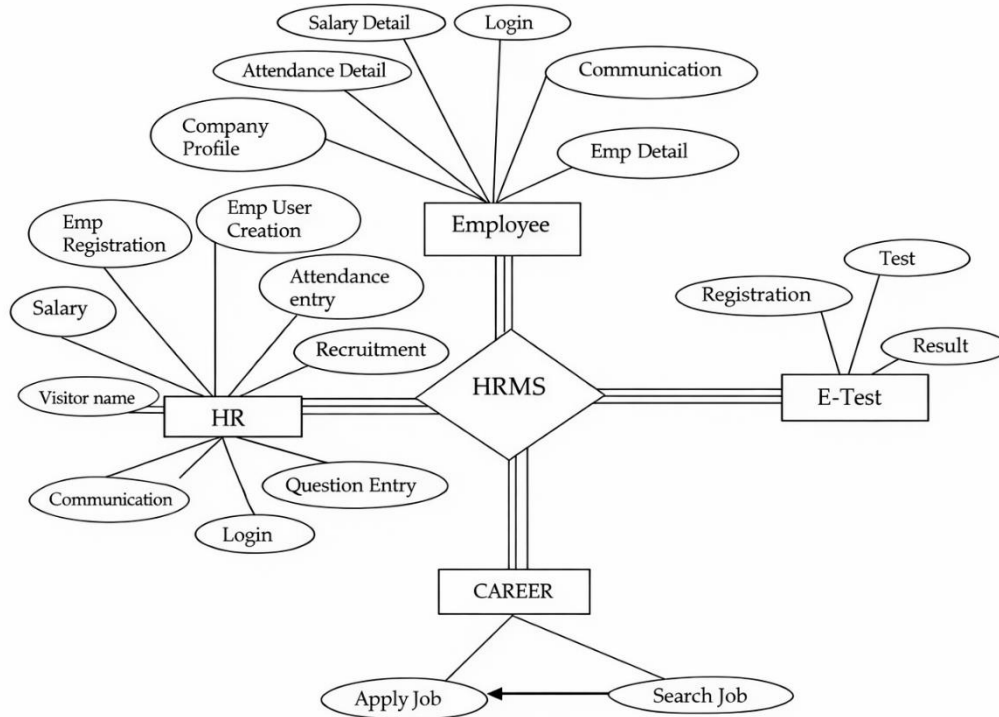 Salary Detail
Login
Attendance Detail
Communication
Company
Profile
Emp Detail
Emp User
Creation
Emp
Registration
Employee
Attendance
entry
Test
Registration
Salary
Recruitment
Result
HRMS
Visitor name
HR
E-Test
Communication
Question Entry
Login
CAREER
Apply Job
Search Job